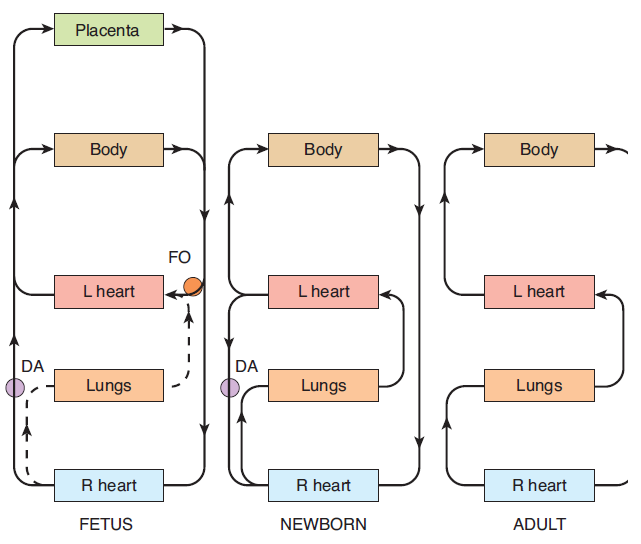 Placenta
Body
FO
L heart
DA
Lungs
R heart
FETUS
Body
L heart
DA
Lungs
R heart
NEWBORN
Body
L heart
Lungs
R heart
ADULT